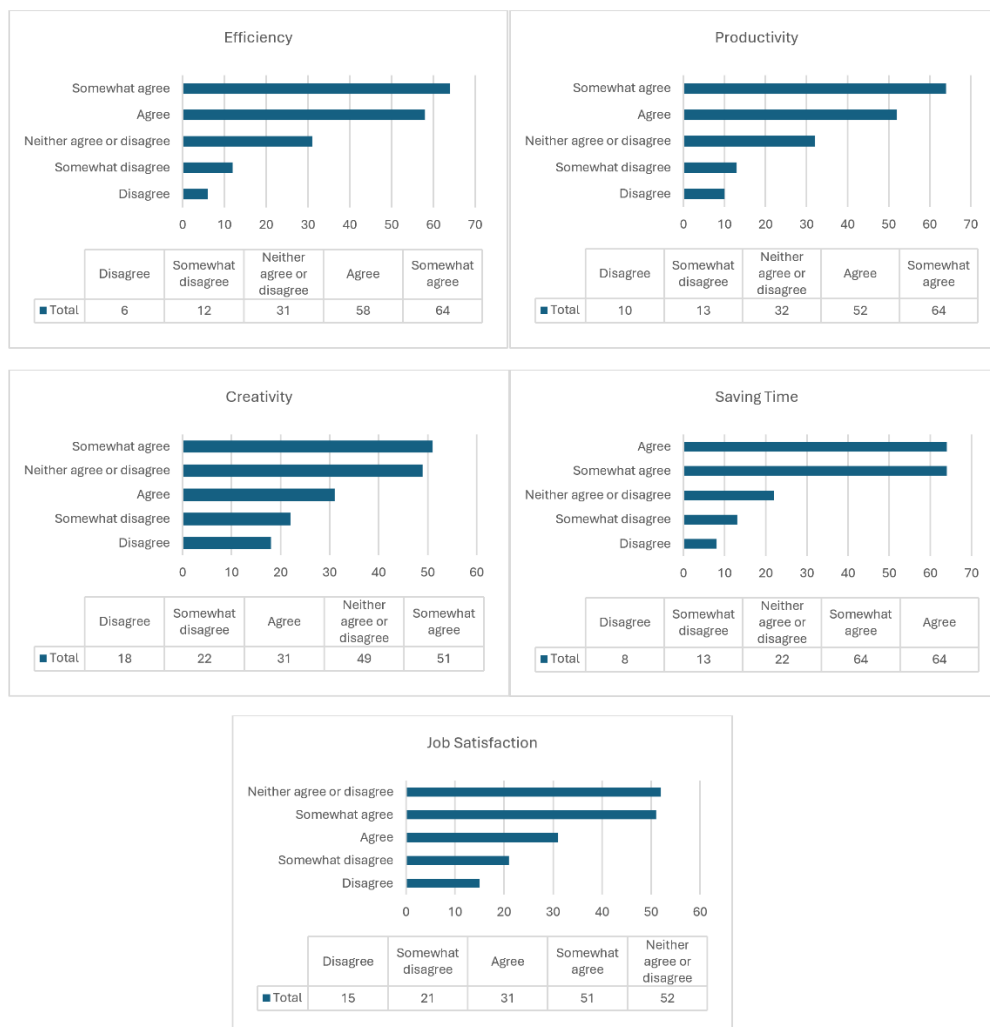 Efficiency
Somewhat agree
Agree
Neither agree or disagree
Somewhat disagree
Disagree
0 10 20 30 40 50 60 70
Disagree Somewhat disagree Neither agree or disagree Agree Somewhat agree
Total 6 12 31 58 64
Productivity
Somewhat agree
Agree
Neither agree or disagree
Somewhat disagree
Disagree
0 10 20 30 40 50 60 70
Disagree Somewhat disagree Neither agree or disagree Agree Somewhat agree
Total 10 13 32 52 64
Creativity
Somewhat agree
Neither agree or disagree
Agree
Somewhat disagree
Disagree
0 10 20 30 40 50 60
Disagree Somewhat disagree Agree Neither agree or disagree Somewhat agree
Total 18 22 31 49 51
Saving Time
Agree
Somewhat agree
Neither agree or disagree
Somewhat disagree
Disagree
0 10 20 30 40 50 60 70
Disagree Somewhat disagree Neither agree or disagree Somewhat agree Agree
Total 8 13 22 64 64
Job Satisfaction
Neither agree or disagree
Somewhat agree
Agree
Somewhat disagree
Disagree
0 10 20 30 40 50 60
Disagree Somewhat disagree Agree Somewhat agree Neither agree or disagree
Total 15 21 31 51 52